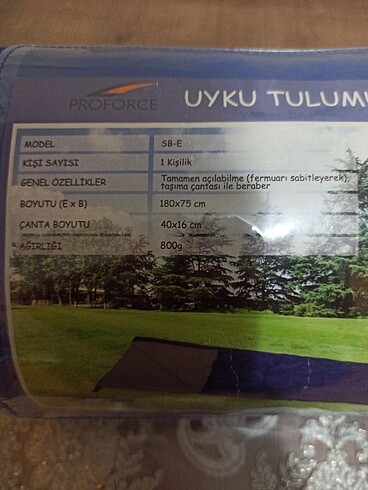 PROFORCE
UYKU TULUMU
MODEL SB-E
KİŞİ SAYISI 1 Kişilik
GENEL ÖZELLİKLER Tamamen açılabilme (fermuarı sabitleyerek),
taşıma çantası ile beraber
BOYUTU (E x B) 180x75 cm
ÇANTA BOYUTU 40x16 cm
AĞIRLIĞI 800g